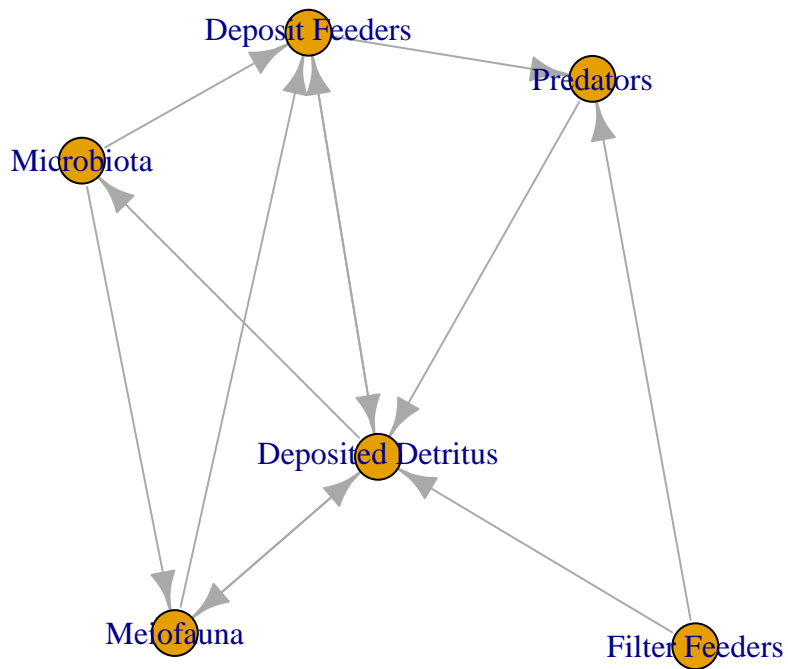 Deposit Feeders
Predators
Microbiota
Deposited Detritus
Meiofauna
Filter Feeders